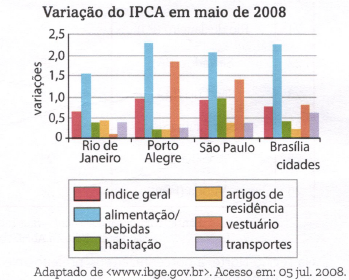 Variação do IPCA em maio de 2008
variações
2,5
2,0
1,5
1,0
0,5
0
Rio de Janeiro
Porto Alegre
São Paulo
Brasília
cidades
índice geral
alimentação/
bebidas
habitação
artigos de
residência
vestuário
transportes
Adaptado de <www.ibge.gov.br>. Acesso em: 05 jul. 2008.